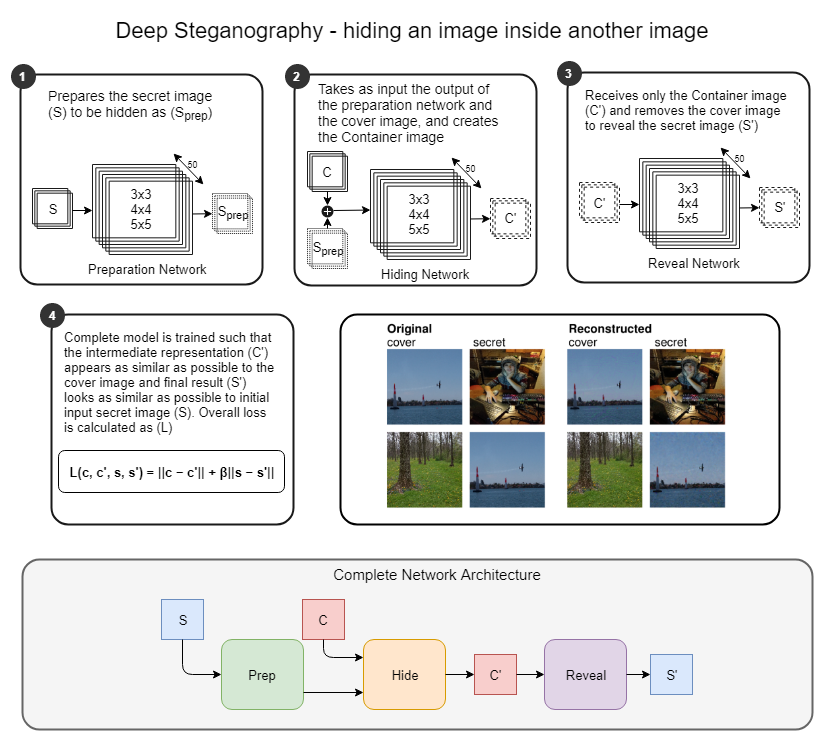 Deep Steganography - hiding an image inside another image
1
Prepares the secret image
(S) to be hidden as (Sprep)
50
3x3
4x4
5x5
S
Sprep
Preparation Network
2
Takes as input the output of
the preparation network and
the cover image, and creates
the Container image
C
50
3x3
4x4
5x5
+
C'
Sprep
Hiding Network
3
Receives only the Container image
(C') and removes the cover image
to reveal the secret image (S')
50
3x3
4x4
5x5
C'
S'
Reveal Network
4
Complete model is trained such that
the intermediate representation (C')
appears as similar as possible to the
cover image and final result (S')
looks as similar as possible to initial
input secret image (S). Overall loss
is calculated as (L)
L(c, c', s, s') = ||c − c'|| + β||s − s'||
Original
cover secret
Reconstructed
cover secret
Complete Network Architecture
S
C
Prep
Hide
C'
Reveal
S'